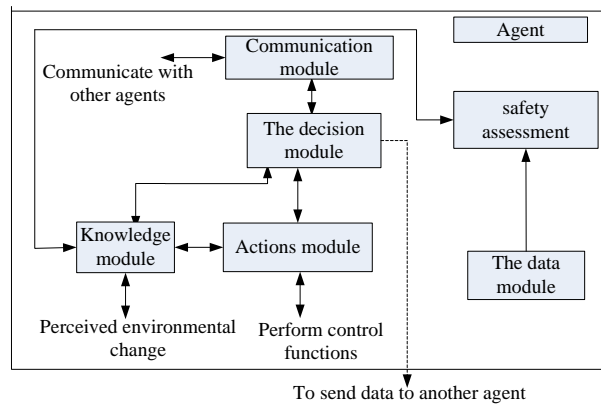 Agent
Communication
module
Communicate with
other agents
safety
assessment
The decision
module
Knowledge
module
Actions module
The data
module
Perceived environmental
change
Perform control
functions
To send data to another agent